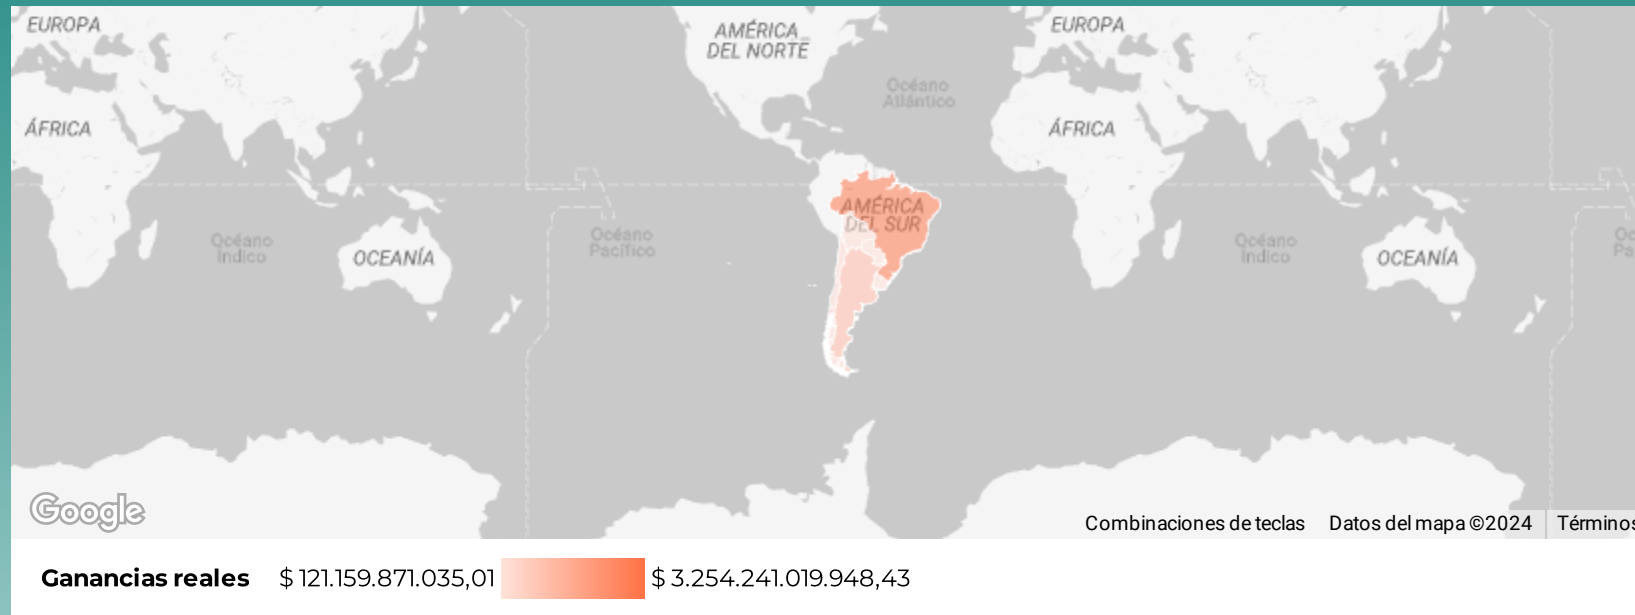 EUROPA
AMÉRICA
DEL NORTE
EUROPA
Océano
Atlántico
ÁFRICA
ÁFRICA
AMÉRICA
DEL SUR
Océano
Índico
OCEANÍA
Océano
Pacífico
Océano
Índico
OCEANÍA
Oc
Pa
Google
Combinaciones de teclas
Datos del mapa ©2024
Términos
Ganancias reales
$ 121.159.871.035,01
$ 3.254.241.019.948,43